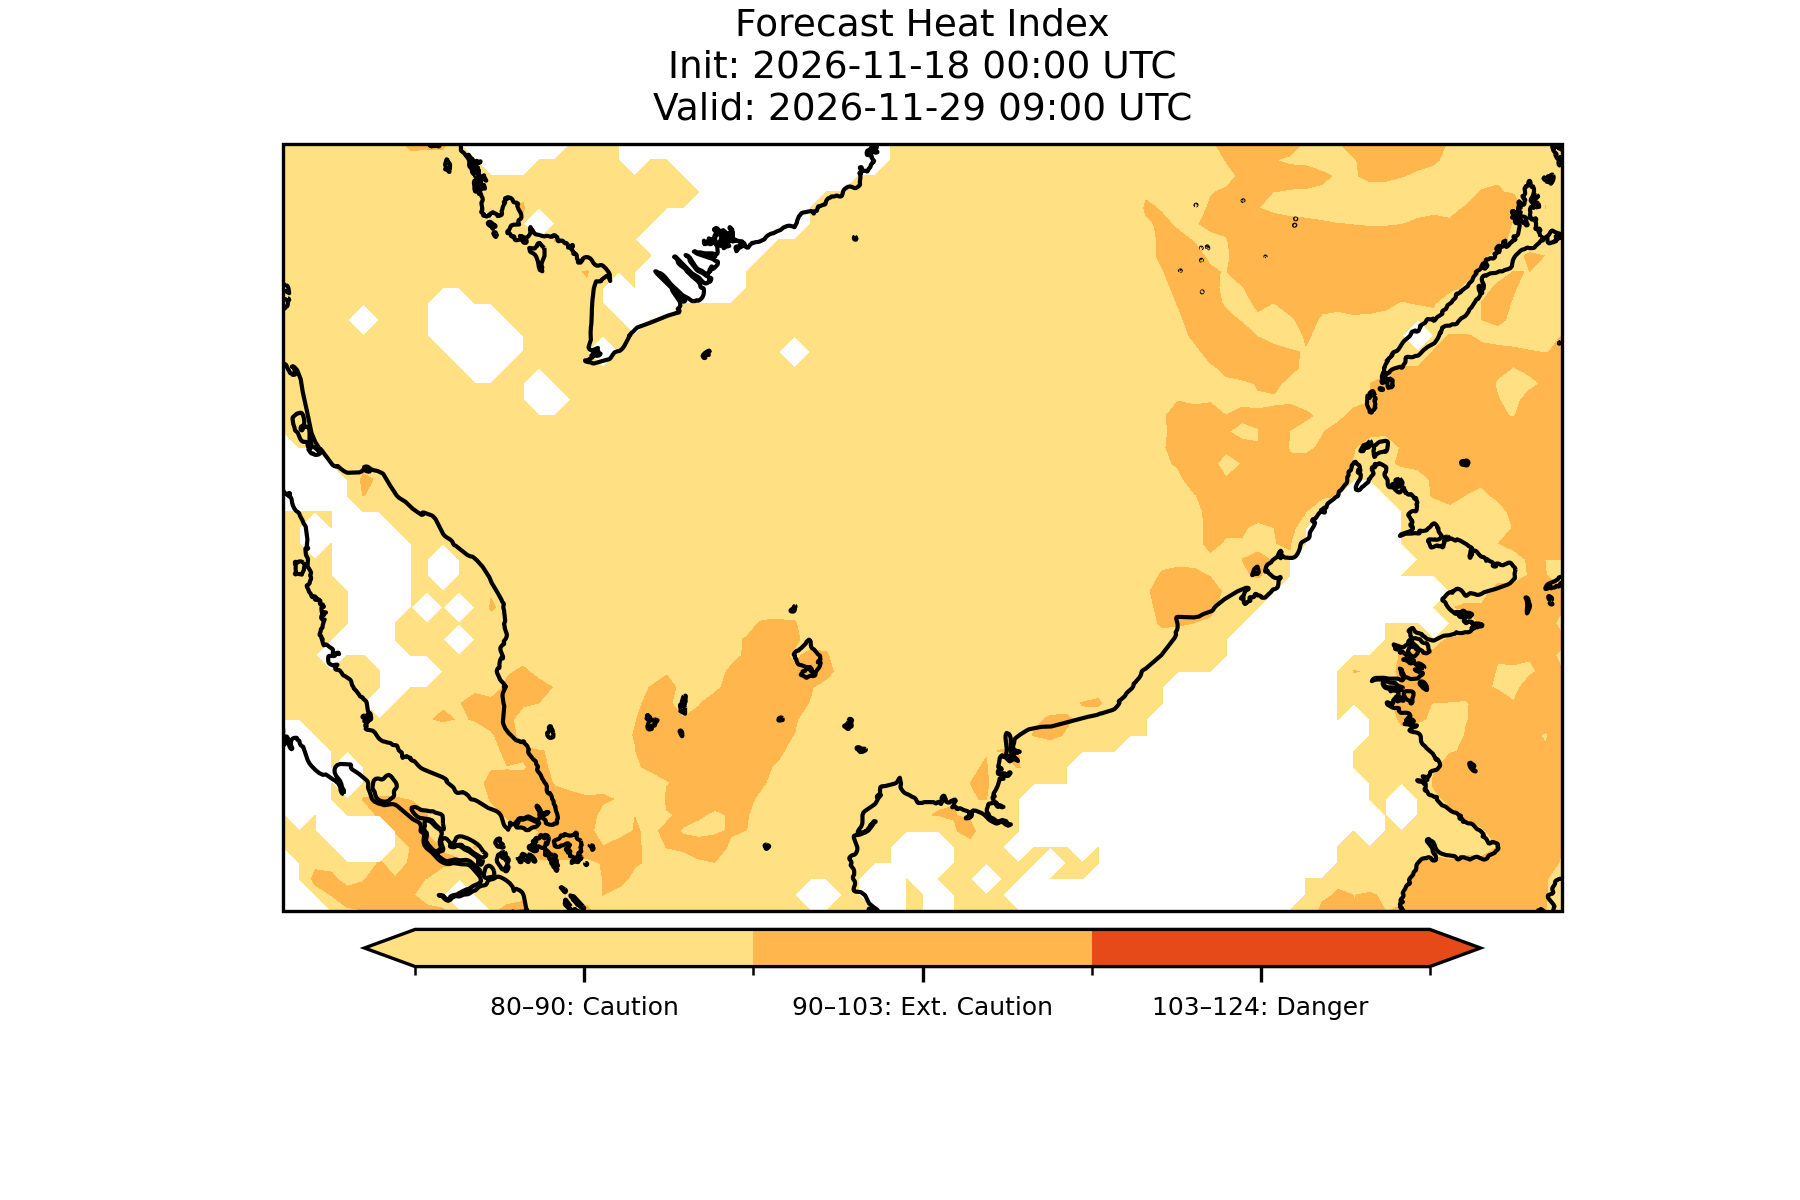 Forecast Heat Index
Init: 2026-11-18 00:00 UTC
Valid: 2026-11-29 09:00 UTC
80–90: Caution
90–103: Ext. Caution
103–124: Danger